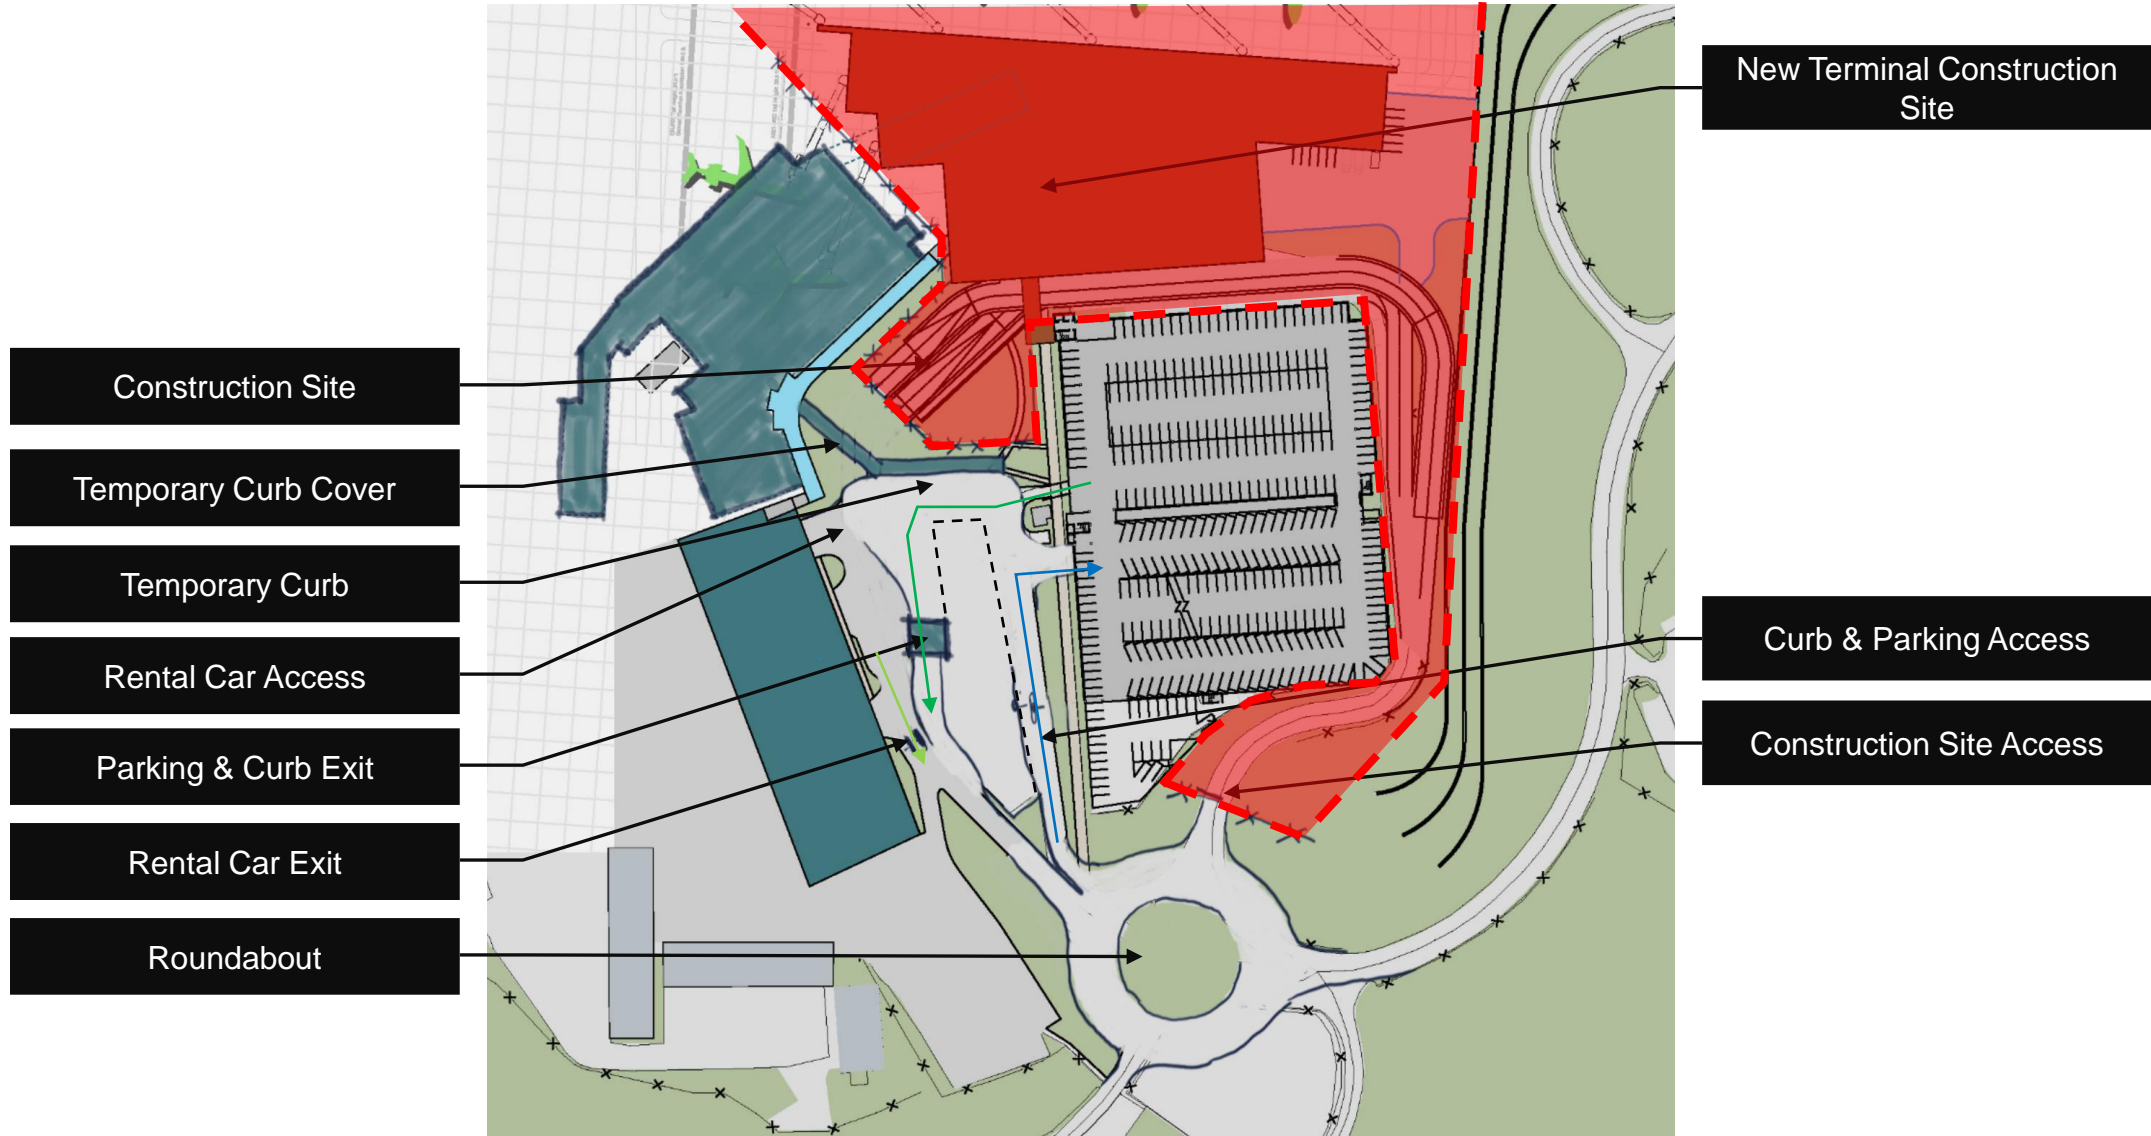 New Terminal Construction
Site
Construction Site
Temporary Curb Cover
Temporary Curb
Rental Car Access
Parking & Curb Exit
Rental Car Exit
Roundabout
Curb & Parking Access
Construction Site Access